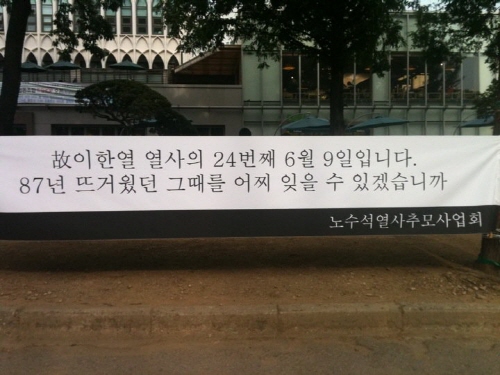 故이한열 열사의 24번째 6월 9일입니다.
87년 뜨거웠던 그때를 어찌 잊을 수 있겠습니까
노수석열사추모사업회